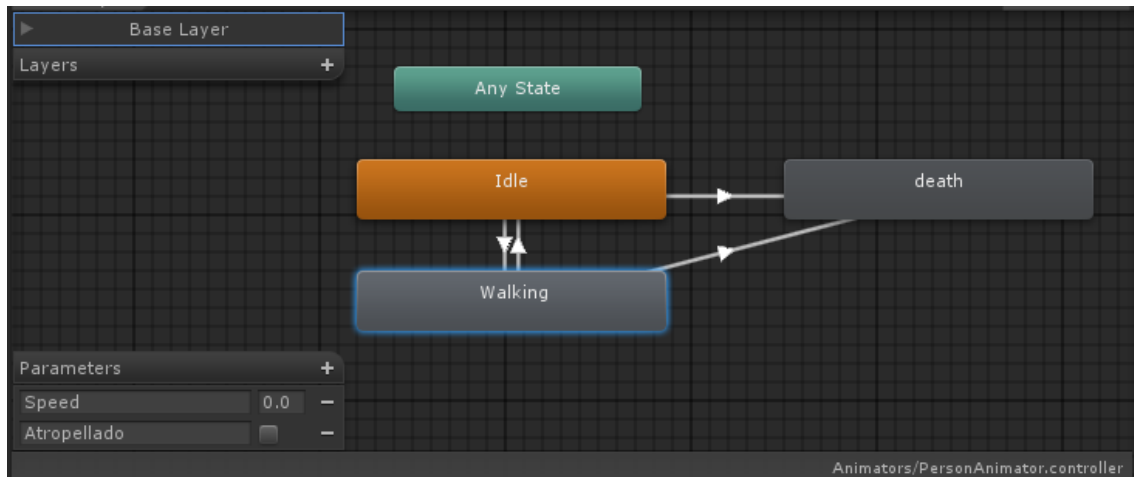 Base Layer
Layers
Any State
Idle
death
Walking
Parameters
Speed 0.0
Atropellado
Animators/PersonAnimator.controller